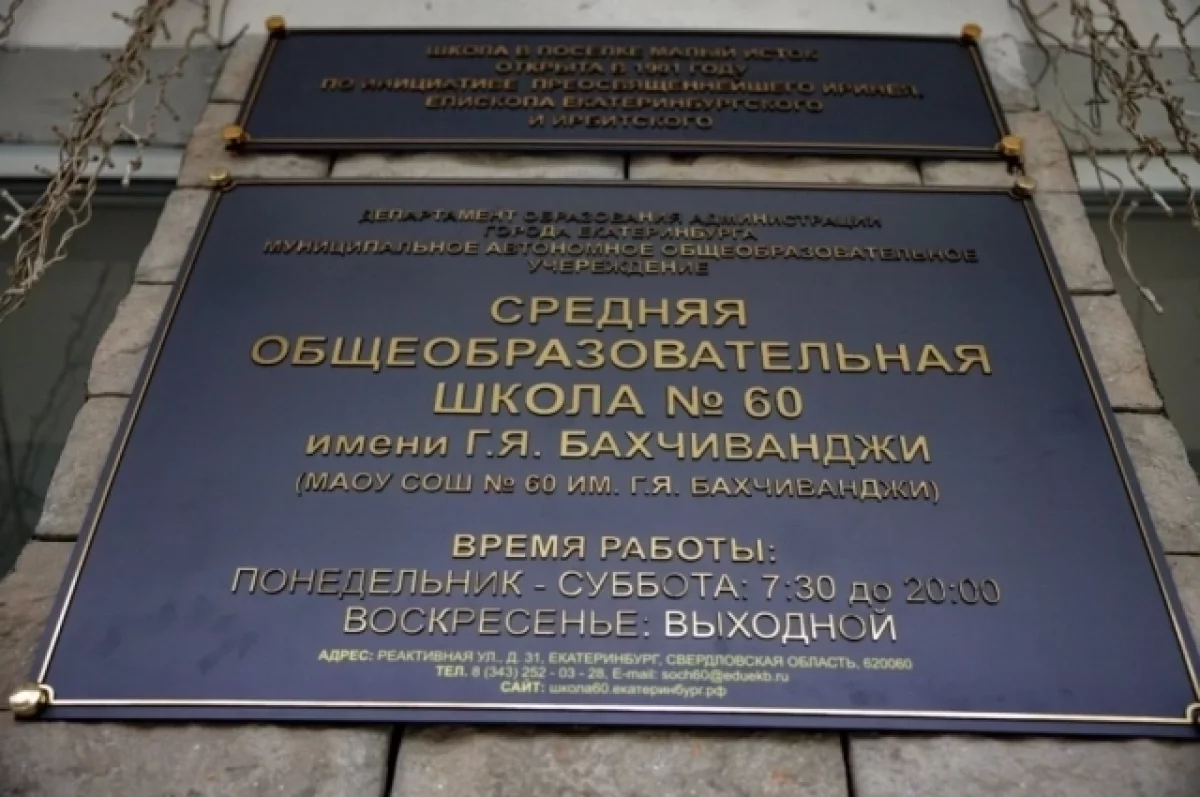 ШКОЛА В ПОСЕЛКЕ МАЛЫЙ ИСТОК
ОТКРЫТА В 1901 ГОДУ
ПО ИНИЦИАТИВЕ ПРЕОСВЯЩЕННЕЙШЕГО ИРИНЕЯ,
ЕПИСКОПА ЕКАТЕРИНБУРГСКОГО
И ИРБИТСКОГО
ДЕПАРТАМЕНТ ОБРАЗОВАНИЯ АДМИНИСТРАЦИИ
ГОРОДА ЕКАТЕРИНБУРГА
МУНИЦИПАЛЬНОЕ АВТОНОМНОЕ ОБЩЕОБРАЗОВАТЕЛЬНОЕ
УЧЕРЕЖДЕНИЕ
СРЕДНЯЯ
ОБЩЕОБРАЗОВАТЕЛЬНАЯ
ШКОЛА № 60
имени Г.Я. БАХЧИВАНДЖИ
(МАОУ СОШ № 60 ИМ. Г.Я. БАХЧИВАНДЖИ)
ВРЕМЯ РАБОТЫ:
ПОНЕДЕЛЬНИК - СУББОТА: 7:30 до 20:00
ВОСКРЕСЕНЬЕ: ВЫХОДНОЙ
АДРЕС: РЕАКТИВНАЯ УЛ., Д. 31, ЕКАТЕРИНБУРГ, СВЕРДЛОВСКАЯ ОБЛАСТЬ, 620060
ТЕЛ. 8 (343) 252 - 03 - 28, E-mail: soch60@eduekb.ru
САЙТ: школа60.екатеринбург.рф